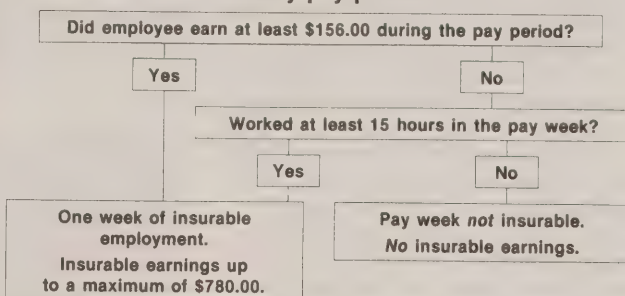 Did employee earn at least $156.00 during the pay period?
Yes
No
Worked at least 15 hours in the pay week?
Yes
No
One week of insurable
employment.
Insurable earnings up
to a maximum of $780.00.
Pay week not insurable.
No insurable earnings.